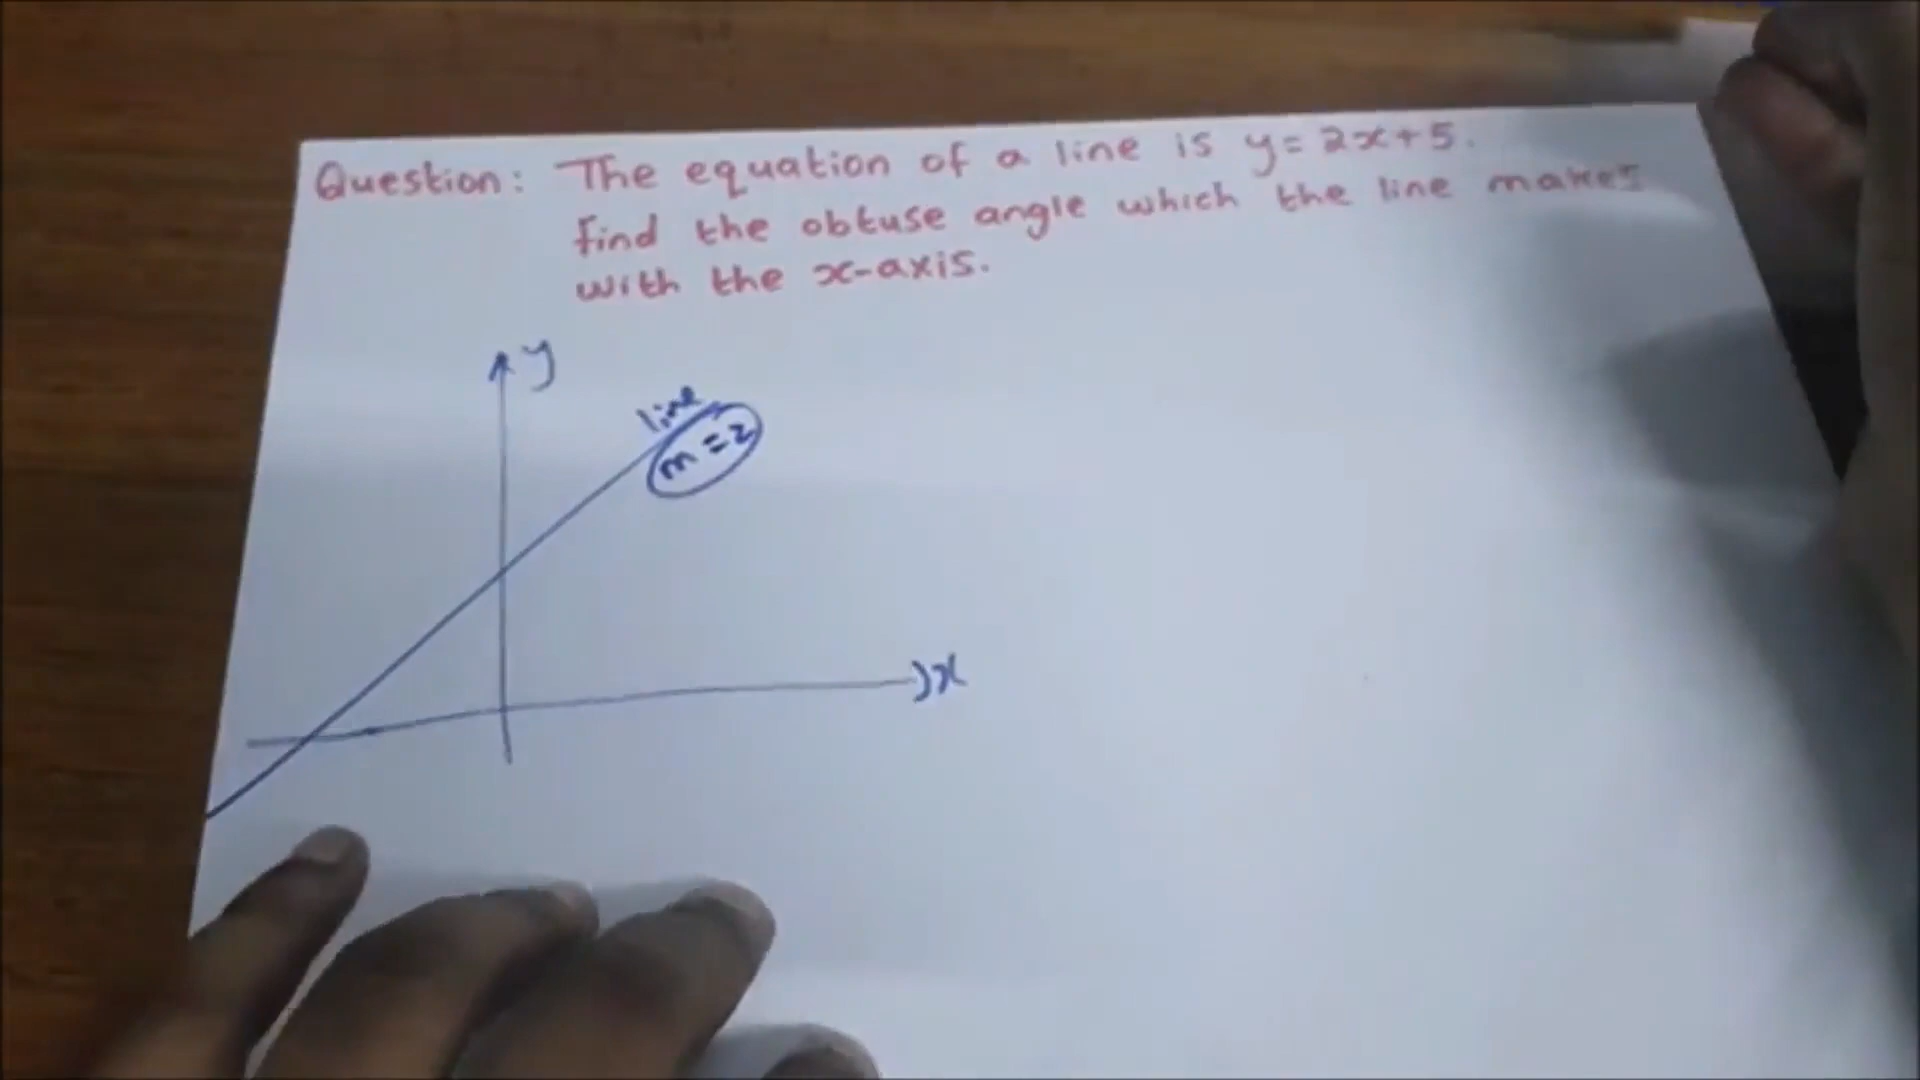 Question: The equation of a line is y = 2x + 5.
find the obtuse angle which the line makes
with the x-axis.
y
line
m = 2
x